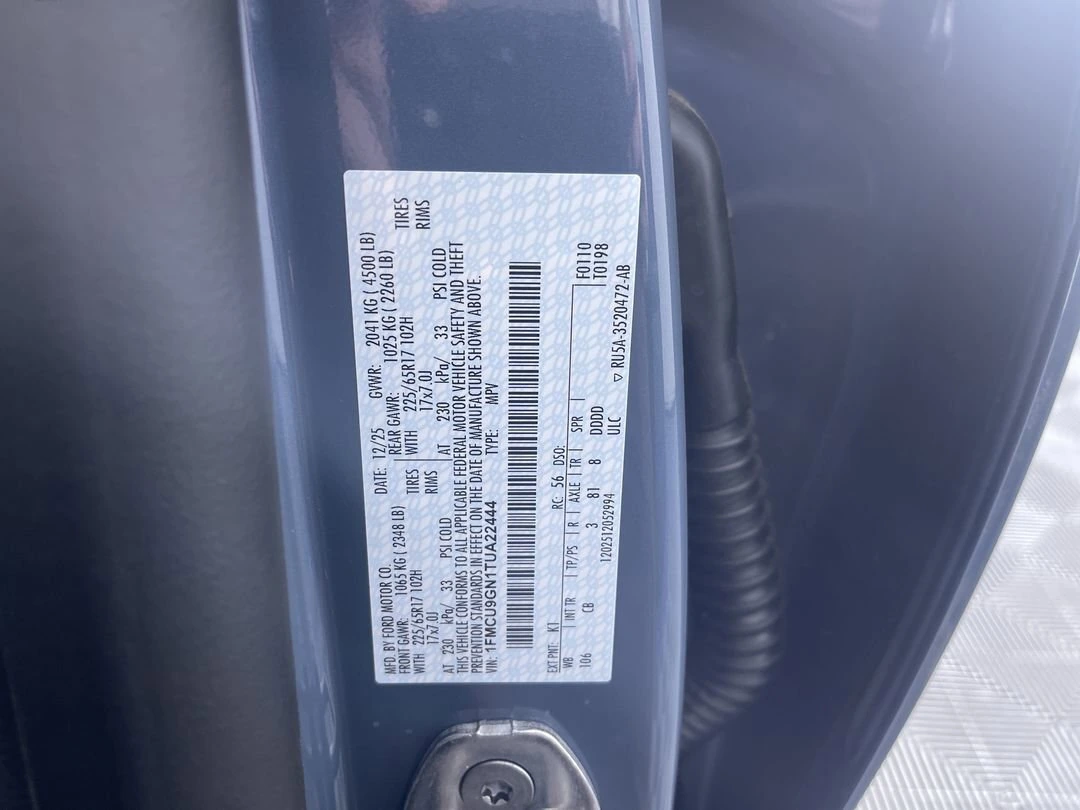 MFD. BY FORD MOTOR CO. DATE: 12/25 GVWR: 2041 KG ( 4500 LB)
FRONT GAWR: 1065 KG ( 2348 LB) REAR GAWR: 1025 KG ( 2260 LB)
WITH 225/65R17 102H TIRES WITH 225/65R17 102H TIRES
17x7.0J RIMS 17x7.0J RIMS
AT 230 kPa/ 33 PSI COLD AT 230 kPa/ 33 PSI COLD
THIS VEHICLE CONFORMS TO ALL APPLICABLE FEDERAL MOTOR VEHICLE SAFETY AND THEFT
PREVENTION STANDARDS IN EFFECT ON THE DATE OF MANUFACTURE SHOWN ABOVE.
VIN: 1FMCU9GN1TUA22444 TYPE: MPV
EXT PNT: K1 RC: 56 DSO:
WB INT TR TP/PS R AXLE TR SPR F0110
106 CB 3 81 8 DDDD T0198
1202512052994 ULC
▽ RU5A-3520472-AB